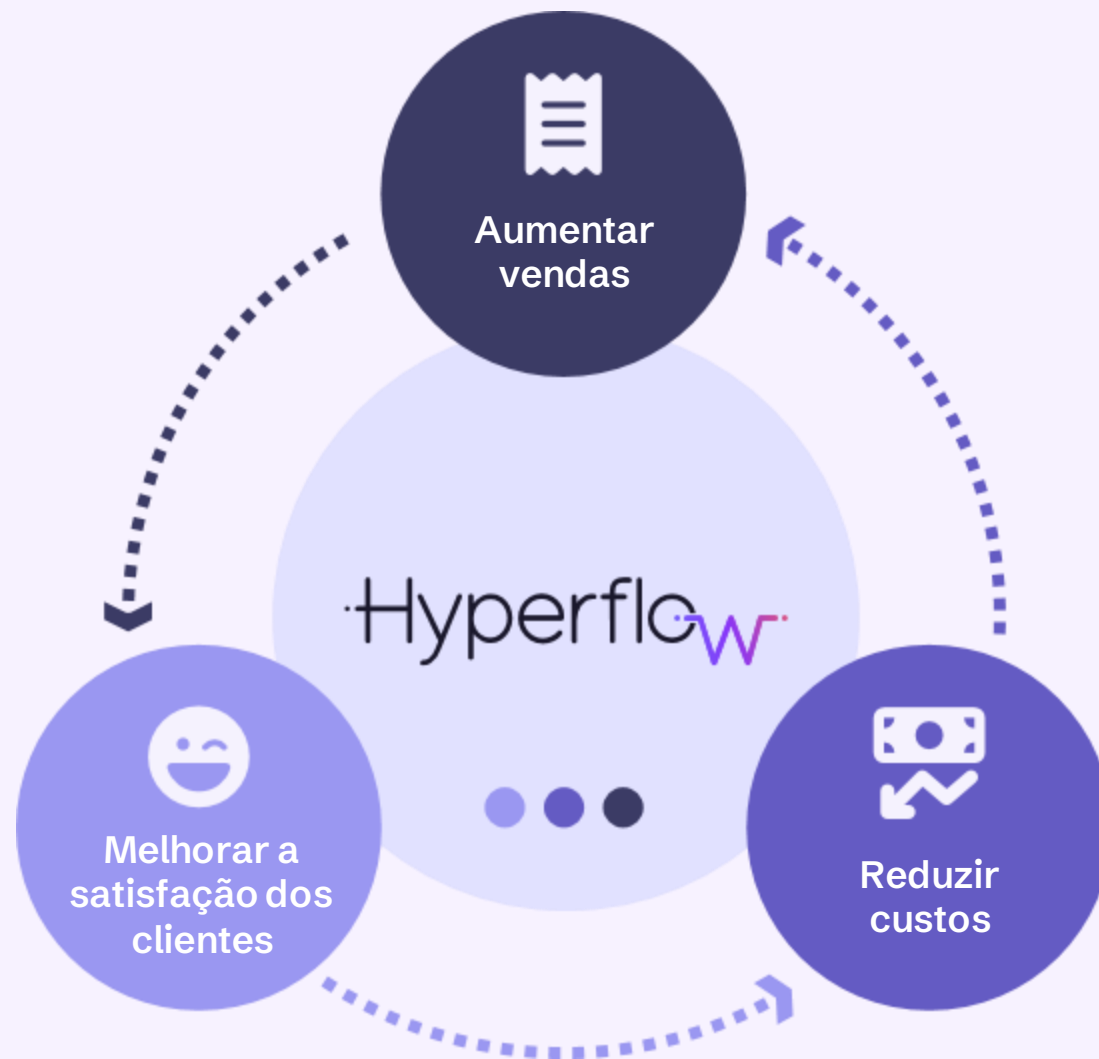 Aumentar
vendas
Hyperflow
Melhorar a
satisfação dos
clientes
Reduzir
custos